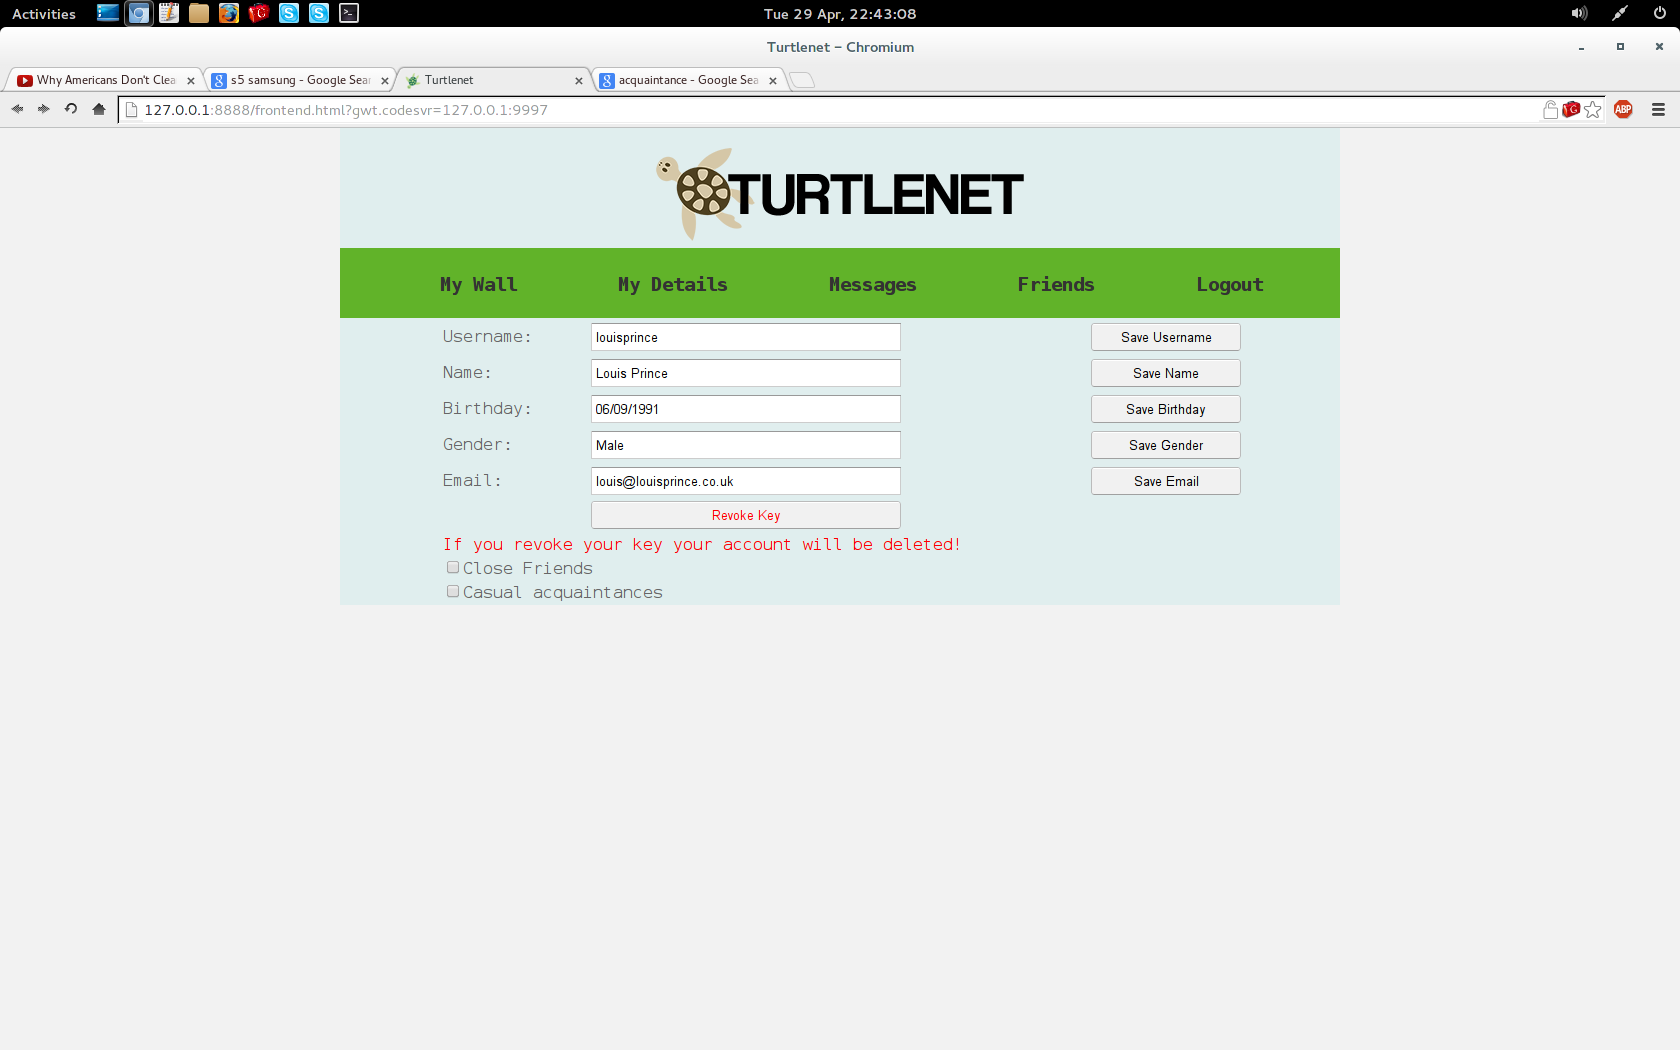 Activities
Tue 29 Apr, 22:43:08
Turtlenet - Chromium
Why Americans Don't Clea
s5 samsung - Google Sear
Turtlenet
acquaintance - Google Sea
127.0.0.1:8888/frontend.html?gwt.codesvr=127.0.0.1:9997
ABP
TURTLENET
My Wall My Details Messages Friends Logout
Username: louisprince Save Username
Name: Louis Prince Save Name
Birthday: 06/09/1991 Save Birthday
Gender: Male Save Gender
Email: louis@louisprince.co.uk Save Email
Revoke Key
If you revoke your key your account will be deleted!
Close Friends
Casual acquaintances